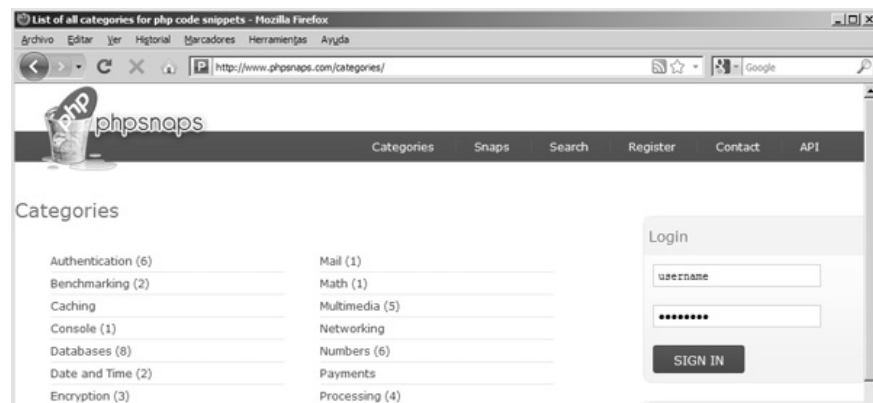 List of all categories for php code snippets - Mozilla Firefox
Archivo Editar Ver Historial Marcadores Herramientas Ayuda
http://www.phpsnaps.com/categories/
Google
php
phpsnaps
Categories Snaps Search Register Contact API
Categories
Authentication (6)
Benchmarking (2)
Caching
Console (1)
Databases (8)
Date and Time (2)
Encryption (3)
Mail (1)
Math (1)
Multimedia (5)
Networking
Numbers (6)
Payments
Processing (4)
Login
username
••••••••
SIGN IN